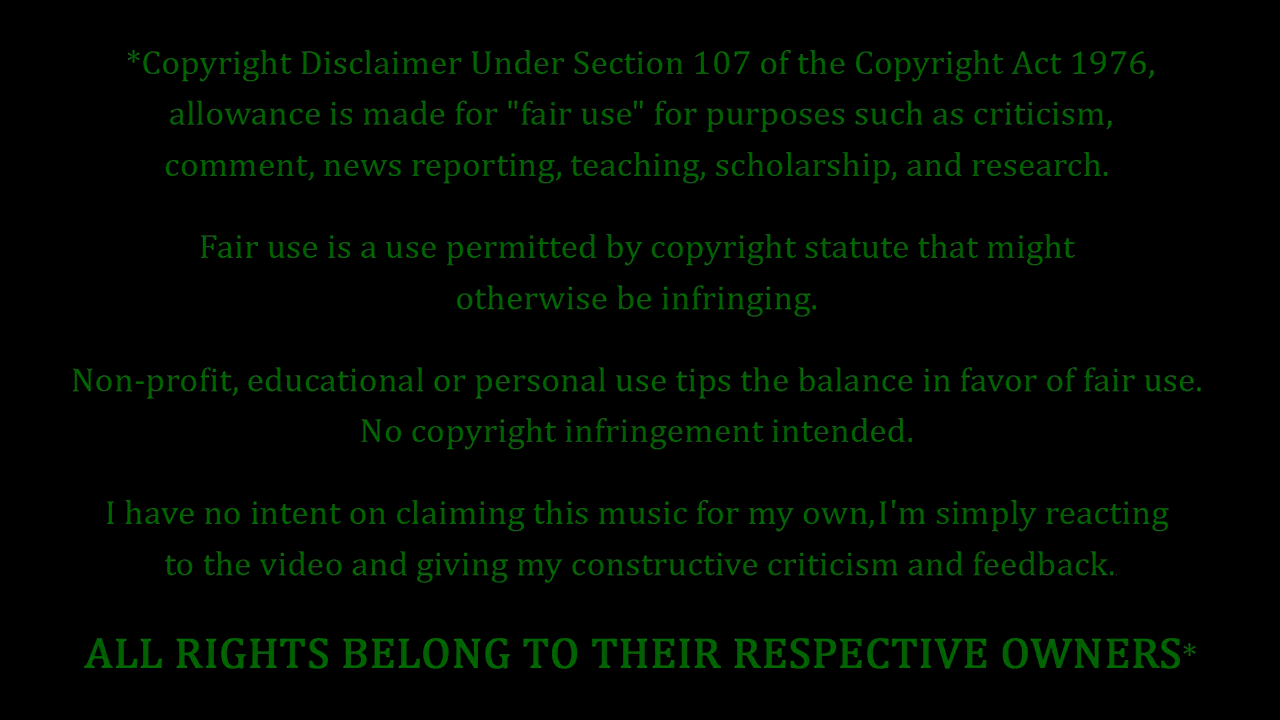 *Copyright Disclaimer Under Section 107 of the Copyright Act 1976,
allowance is made for "fair use" for purposes such as criticism,
comment, news reporting, teaching, scholarship, and research.
Fair use is a use permitted by copyright statute that might
otherwise be infringing.
Non-profit, educational or personal use tips the balance in favor of fair use.
No copyright infringement intended.
I have no intent on claiming this music for my own,I'm simply reacting
to the video and giving my constructive criticism and feedback.
ALL RIGHTS BELONG TO THEIR RESPECTIVE OWNERS*